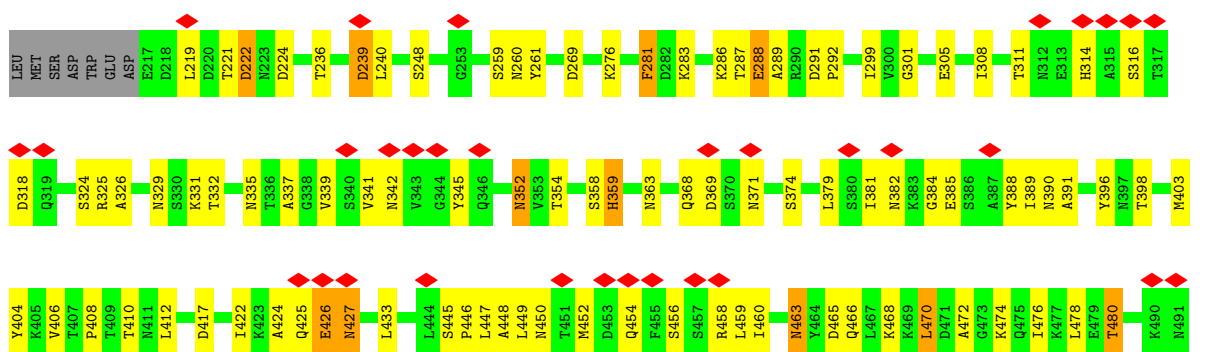 LEU MET SER ASP TRP GLU ASP E217 D218 L219 D220 T221 D222 N223 D224 T236 D239 L240 S248 G253 S259 N260 Y261 D269 K276 F281 D282 K283 K286 T287 E288 A289 R290 D291 P292 I299 V300 G301 E305 I308 T311 N312 E313 H314 A315 S316 T317
D318 Q319 S324 R325 A326 N329 S330 K331 T332 N335 T336 A337 G338 V339 S340 V341 N342 V343 G344 Y345 Q346 N352 V353 T354 S358 H359 N363 Q368 D369 S370 N371 S374 L379 S380 I381 N382 K383 G384 E385 S386 A387 Y388 I389 N390 A391 Y396 N397 T398 M403
Y404 K405 V406 T407 P408 T409 T410 N411 L412 D417 I422 K423 A424 Q425 E426 N427 L433 L444 S445 P446 L447 A448 L449 N450 T451 M452 D453 Q454 F455 S456 S457 R458 L459 I460 N463 Y464 D465 Q466 L467 K468 K469 L470 D471 A472 G473 K474 Q475 I476 K477 L478 E479 T480 K490 N491